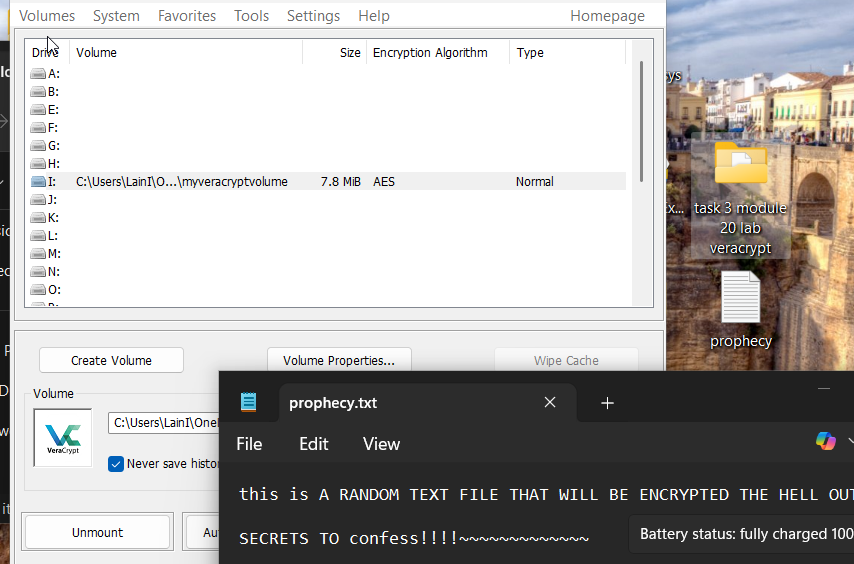 Volumes System Favorites Tools Settings Help Homepage
Drive Volume Size Encryption Algorithm Type
A:
B:
E:
F:
G:
H:
I: C:\Users\LainI\O...\myveracryptvolume 7.8 MiB AES Normal
J:
K:
L:
M:
N:
O:
Create Volume Volume Properties... Wipe Cache
Volume
VeraCrypt
C:\Users\LainI\One
Never save histo
Unmount Au
task 3 module
20 lab
veracrypt
prophecy
prophecy.txt
File Edit View
this is A RANDOM TEXT FILE THAT WILL BE ENCRYPTED THE HELL OUT
SECRETS TO confess!!!!~~~~~~~~~~~~~
Battery status: fully charged 100